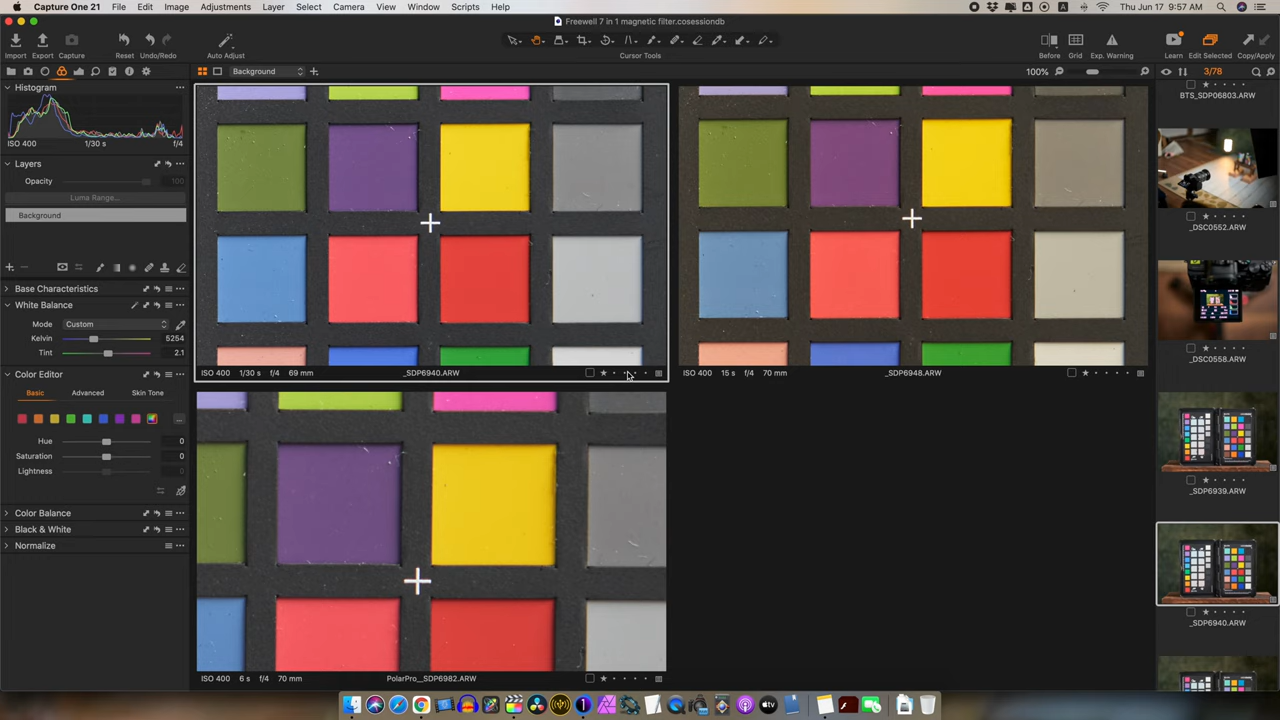 Capture One 21 File Edit View Adjustments Image Layer Select Camera View Window Scripts Help
Thu Jun 17 9:57 AM
Freewell 7 in 1 magnetic filter.cosessiondb
Import Export Capture Reset Undo/Redo Auto Adjust Cursor Tools Before Grid Exp. Warning Learn Edit Selected Copy/Apply
Background 100% 3/78
Histogram
ISO 400 1/30 s f/4
Layers
Opacity 100
Luma Range...
Background
Base Characteristics
White Balance
Mode Custom
Kelvin 5254
Tint 2.1
Color Editor
Basic Advanced Skin Tone
Hue 0
Saturation 0
Lightness 0
Color Balance
Black & White
Normalize
ISO 400 1/30 s f/4 69 mm _SDP6940.ARW
ISO 400 15 s f/4 70 mm _SDP6948.ARW
ISO 400 6 s f/4 70 mm PolarPro__SDP6982.ARW
BTS_SDP06803.ARW
_DSC0552.ARW
_DSC0558.ARW
_SDP6939.ARW
_SDP6940.ARW